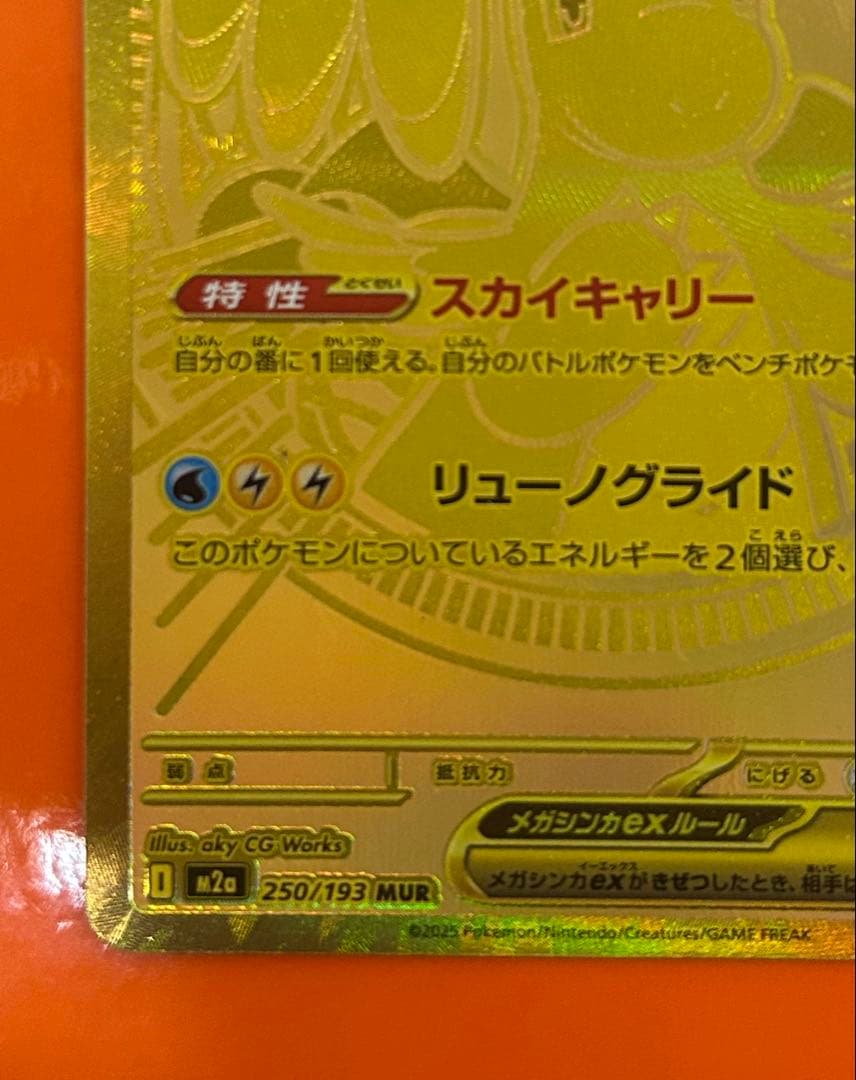 特性 とくせい スカイキャリー
じぶん ばん かいつか じぶん
自分の番に1回使える。自分のバトルポケモンをベンチポケモ
リューノグライド
こ えら
このポケモンについているエネルギーを2個選び、
弱点 抵抗力 にげる
メガシンカexルール
Illus. aky CG Works
イーエックス あいて
メガシンカexがきぜつしたとき、相手は
M2a 250/193 MUR
©2025 Pokémon/Nintendo/Creatures/GAME FREAK